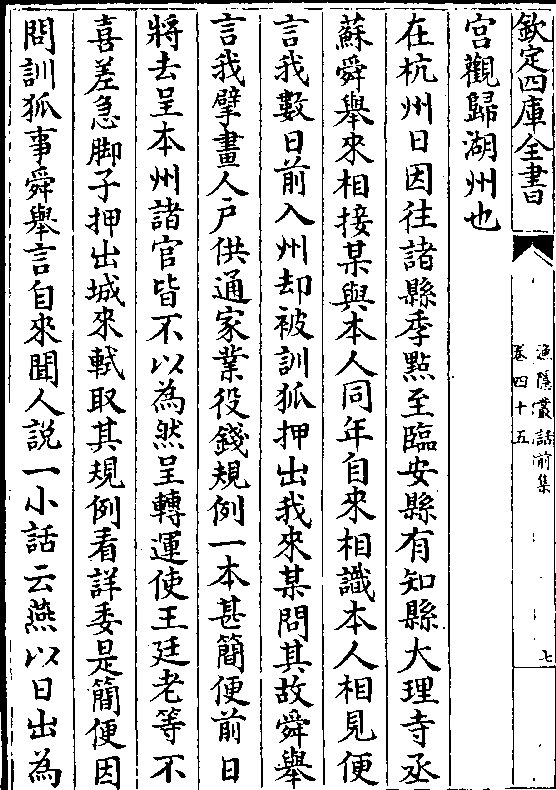 欽定四庫全書
漁隱叢話前集
卷四十五
七
宫觀歸湖州也
在杭州日因往諸縣季點至臨安縣有知縣大理寺丞
蘇舜舉來相接某與本人同年自來相識本人相見便
言我數日前入州却被訓狐押出我來某問其故舜舉
言我擘畫人户供通家業役錢規例一本甚簡便前日
將去呈本州諸官皆不以為然呈轉運使王廷老等不
喜差急脚子押出城來軾取其規例看詳委是簡便因
問訓狐事舜舉言自來聞人説一小話云燕以日出為